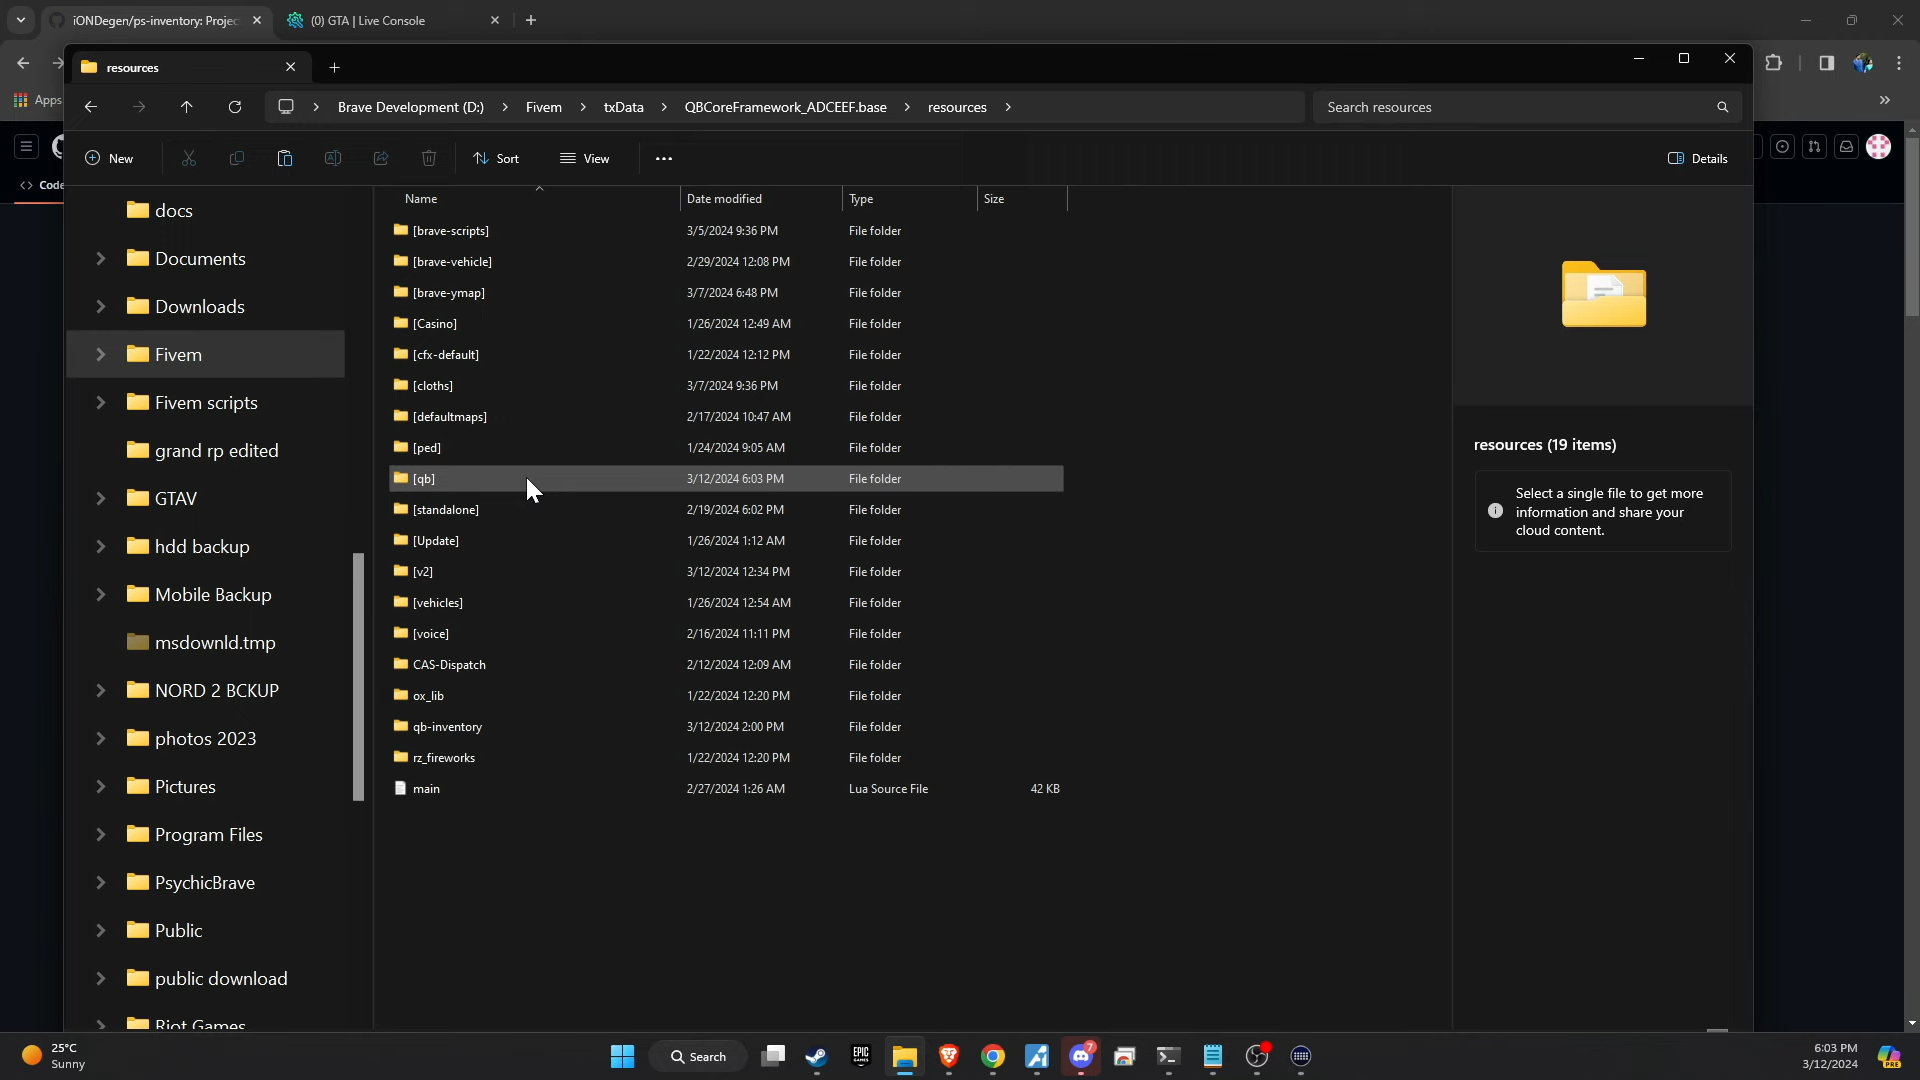 iONDegen/ps-inventory: Projec
(0) GTA | Live Console
resources
Apps
Brave Development (D:) > Fivem > txData > QBCoreFramework_ADCEEF.base > resources >
Search resources
New
Sort
View
Details
Code
docs
Documents
Downloads
Fivem
Fivem scripts
grand rp edited
GTAV
hdd backup
Mobile Backup
msdownld.tmp
NORD 2 BCKUP
photos 2023
Pictures
Program Files
PsychicBrave
Public
public download
Riot Games
Name Date modified Type Size
[brave-scripts] 3/5/2024 9:36 PM File folder
[brave-vehicle] 2/29/2024 12:08 PM File folder
[brave-ymap] 3/7/2024 6:48 PM File folder
[Casino] 1/26/2024 12:49 AM File folder
[cfx-default] 1/22/2024 12:12 PM File folder
[cloths] 3/7/2024 9:36 PM File folder
[defaultmaps] 2/17/2024 10:47 AM File folder
[ped] 1/24/2024 9:05 AM File folder
[qb] 3/12/2024 6:03 PM File folder
[standalone] 2/19/2024 6:02 PM File folder
[Update] 1/26/2024 1:12 AM File folder
[v2] 3/12/2024 12:34 PM File folder
[vehicles] 1/26/2024 12:54 AM File folder
[voice] 2/16/2024 11:11 PM File folder
CAS-Dispatch 2/12/2024 12:09 AM File folder
ox_lib 1/22/2024 12:20 PM File folder
qb-inventory 3/12/2024 2:00 PM File folder
rz_fireworks 1/22/2024 12:20 PM File folder
main 2/27/2024 1:26 AM Lua Source File 42 KB
resources (19 items)
Select a single file to get more
information and share your
cloud content.
25°C
Sunny
Search
EPIC GAMES
7
6:03 PM
3/12/2024
PRE